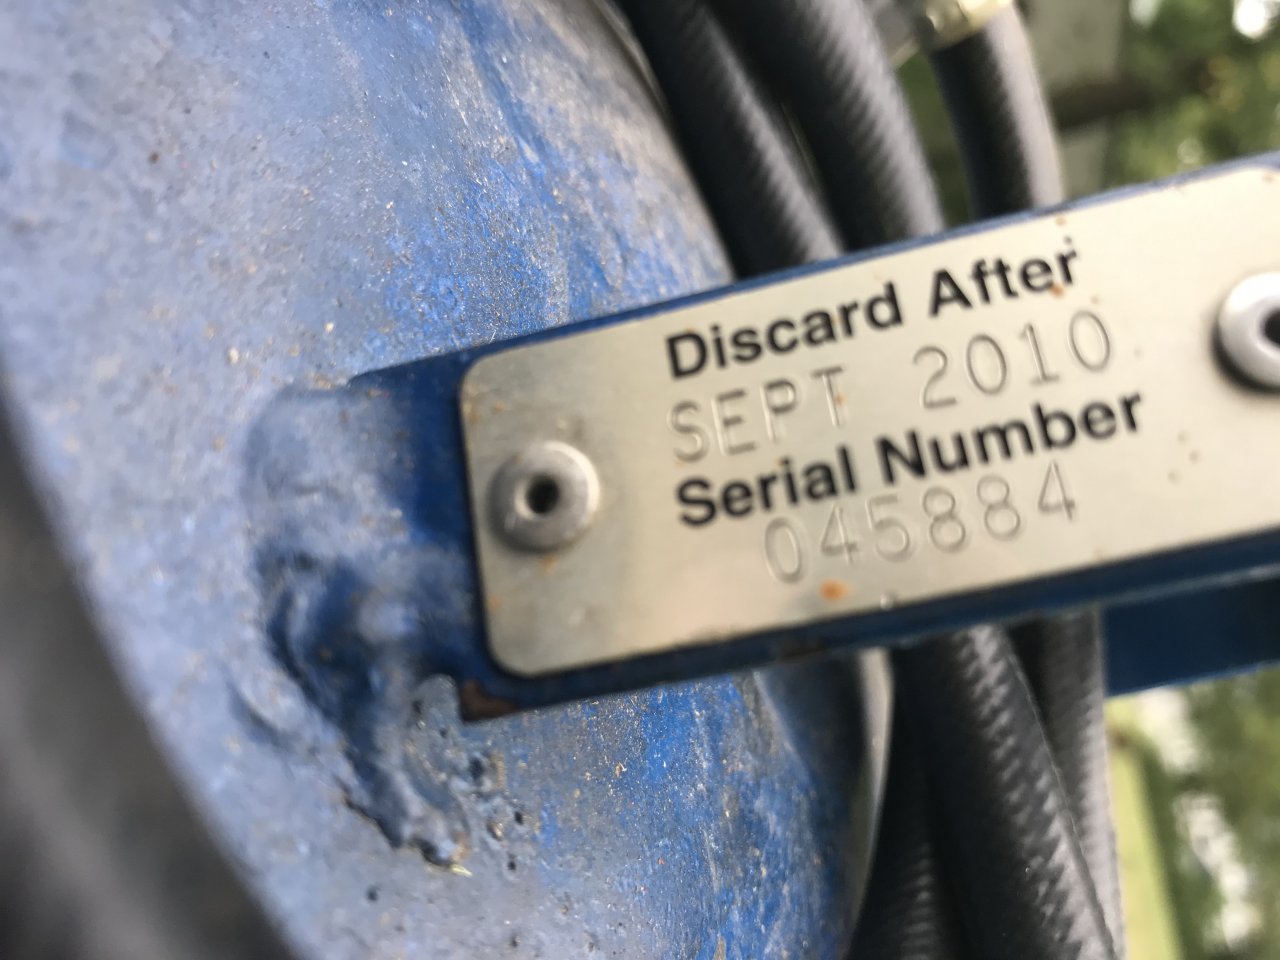 Discard After
SEPT 2010
Serial Number
045884